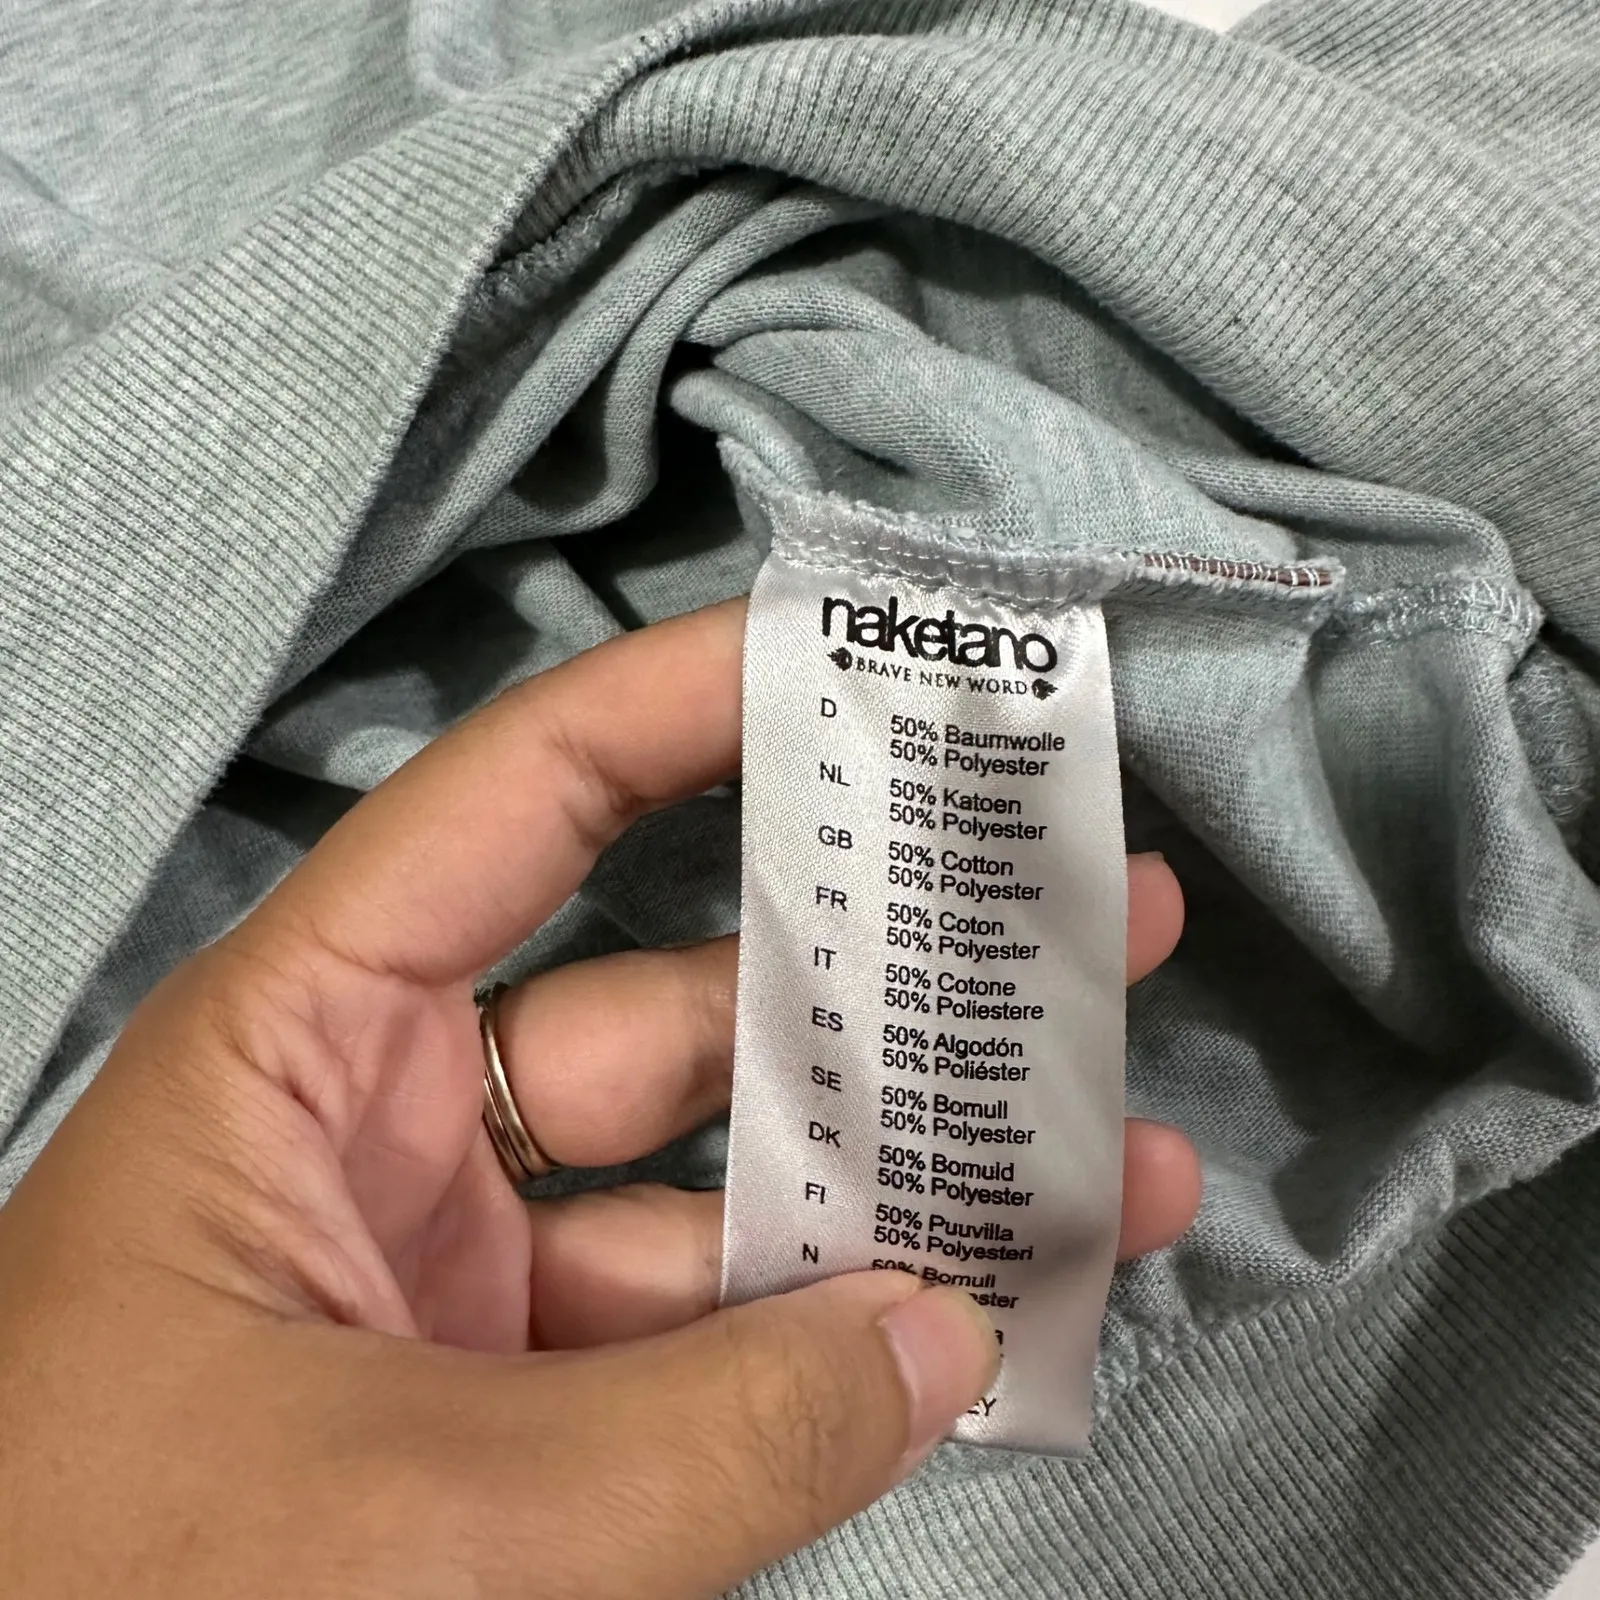 naketano
BRAVE NEW WORD
D 50% Baumwolle
50% Polyester
NL 50% Katoen
50% Polyester
GB 50% Cotton
50% Polyester
FR 50% Coton
50% Polyester
IT 50% Cotone
50% Poliestere
ES 50% Algodón
50% Poliéster
SE 50% Bomull
50% Polyester
DK 50% Bomuld
50% Polyester
FI 50% Puuvilla
50% Polyesteri
N 50% Bomull